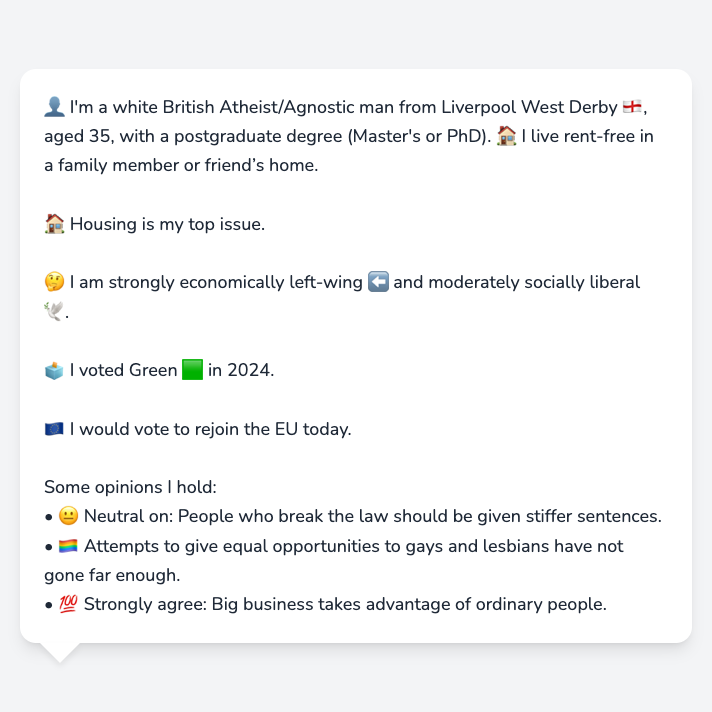 👤 I'm a white British Atheist/Agnostic man from Liverpool West Derby 🏴󠁧󠁢󠁥󠁮󠁧󠁿,
aged 35, with a postgraduate degree (Master's or PhD). 🏠 I live rent-free in
a family member or friend’s home.
🏠 Housing is my top issue.
🤔 I am strongly economically left-wing ⬅️ and moderately socially liberal
🕊️.
🗳️ I voted Green 🟩 in 2024.
🇪🇺 I would vote to rejoin the EU today.
Some opinions I hold:
• 😐 Neutral on: People who break the law should be given stiffer sentences.
• 🏳️‍🌈 Attempts to give equal opportunities to gays and lesbians have not
gone far enough.
• 💯 Strongly agree: Big business takes advantage of ordinary people.